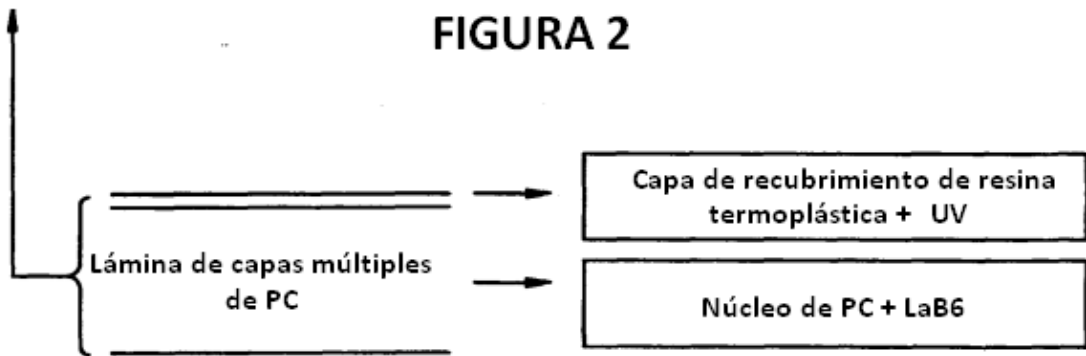 FIGURA 2
Capa de recubrimiento de resina
termoplástica + UV
Lámina de capas múltiples
de PC
Núcleo de PC + LaB6